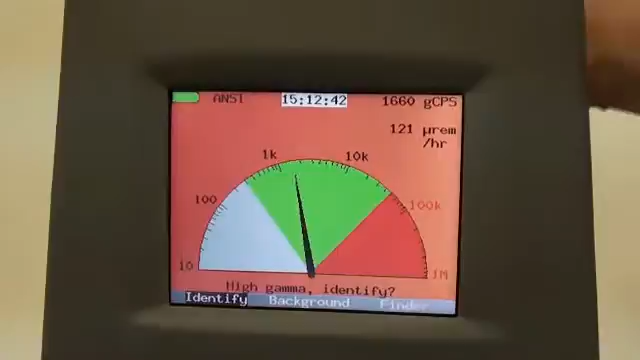 ANSI 15:12:42 1660 gCPS
121 µrem
/hr
1k 10k
100 100k
10 1M
High gamma, identify?
Identify Background Finder